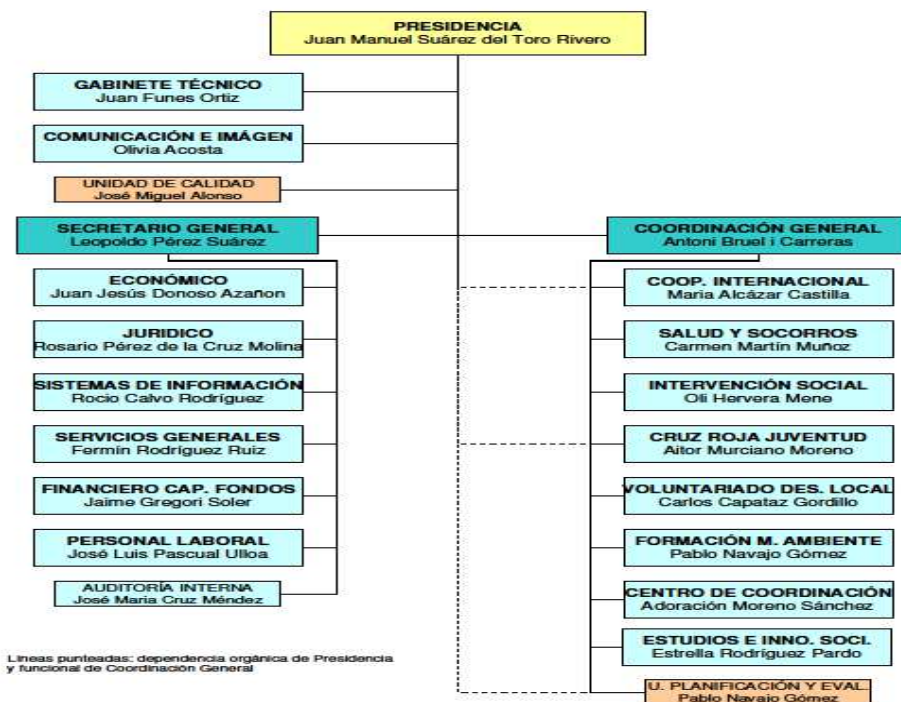 PRESIDENCIA
Juan Manuel Suárez del Toro Rivero
GABINETE TÉCNICO
Juan Funes Ortiz
COMUNICACIÓN E IMÁGEN
Olivia Acosta
UNIDAD DE CALIDAD
José Miguel Alonso
SECRETARIO GENERAL
Leopoldo Pérez Suárez
ECONÓMICO
Juan Jesús Donoso Azañon
JURIDICO
Rosario Pérez de la Cruz Molina
SISTEMAS DE INFORMACIÓN
Rocio Calvo Rodríguez
SERVICIOS GENERALES
Fermín Rodríguez Ruiz
FINANCIERO CAP. FONDOS
Jaime Gregori Soler
PERSONAL LABORAL
José Luis Pascual Ulloa
AUDITORÍA INTERNA
José Maria Cruz Méndez
COORDINACIÓN GENERAL
Antoni Bruel i Carreras
COOP. INTERNACIONAL
Maria Alcázar Castilla
SALUD Y SOCORROS
Carmen Martín Muñoz
INTERVENCIÓN SOCIAL
Oli Hervera Mene
CRUZ ROJA JUVENTUD
Aitor Murciano Moreno
VOLUNTARIADO DES. LOCAL
Carlos Capataz Gordillo
FORMACIÓN M. AMBIENTE
Pablo Navajo Gómez
CENTRO DE COORDINACIÓN
Adoración Moreno Sánchez
ESTUDIOS E INNO. SOCI.
Estrella Rodríguez Pardo
U. PLANIFICACIÓN Y EVAL.
Pablo Navajo Gómez
Líneas punteadas: dependencia orgánica de Presidencia
y funcional de Coordinación General